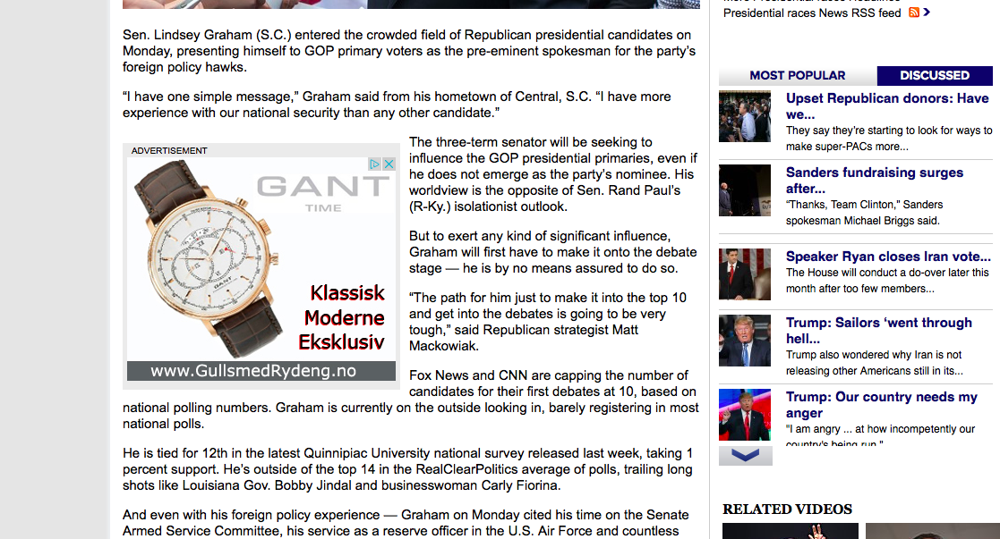 Presidential races News RSS feed
Sen. Lindsey Graham (S.C.) entered the crowded field of Republican presidential candidates on
Monday, presenting himself to GOP primary voters as the pre-eminent spokesman for the party’s
foreign policy hawks.
“I have one simple message,” Graham said from his hometown of Central, S.C. “I have more
experience with our national security than any other candidate.”
ADVERTISEMENT
GANT
TIME
GANT
Klassisk
Moderne
Eksklusiv
www.GullsmedRydeng.no
The three-term senator will be seeking to
influence the GOP presidential primaries, even if
he does not emerge as the party’s nominee. His
worldview is the opposite of Sen. Rand Paul’s
(R-Ky.) isolationist outlook.
But to exert any kind of significant influence,
Graham will first have to make it onto the debate
stage — he is by no means assured to do so.
“The path for him just to make it into the top 10
and get into the debates is going to be very
tough,” said Republican strategist Matt
Mackowiak.
Fox News and CNN are capping the number of
candidates for their first debates at 10, based on
national polling numbers. Graham is currently on the outside looking in, barely registering in most
national polls.
He is tied for 12th in the latest Quinnipiac University national survey released last week, taking 1
percent support. He’s outside of the top 14 in the RealClearPolitics average of polls, trailing long
shots like Louisiana Gov. Bobby Jindal and businesswoman Carly Fiorina.
And even with his foreign policy experience — Graham on Monday cited his time on the Senate
Armed Service Committee, his service as a reserve officer in the U.S. Air Force and countless
MOST POPULAR
DISCUSSED
Upset Republican donors: Have
we...
They say they’re starting to look for ways to
make super-PACs more...
Sanders fundraising surges
after...
“Thanks, Team Clinton,” Sanders
spokesman Michael Briggs said.
Speaker Ryan closes Iran vote...
The House will conduct a do-over later this
month after too few members...
Trump: Sailors ‘went through
hell...
Trump also wondered why Iran is not
releasing other Americans still in its...
Trump: Our country needs my
anger
"I am angry ... at how incompetently our
country's being run."
RELATED VIDEOS